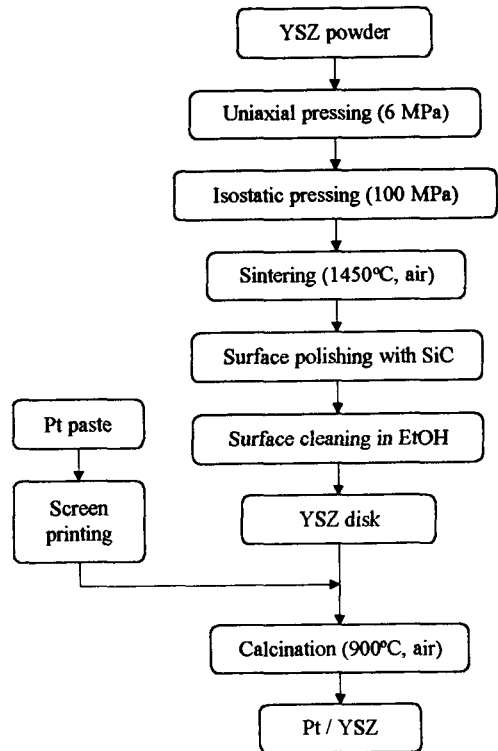 YSZ powder
Uniaxial pressing (6 MPa)
Isostatic pressing (100 MPa)
Sintering (1450ºC, air)
Surface polishing with SiC
Pt paste
Surface cleaning in EtOH
Screen
printing
YSZ disk
Calcination (900ºC, air)
Pt / YSZ